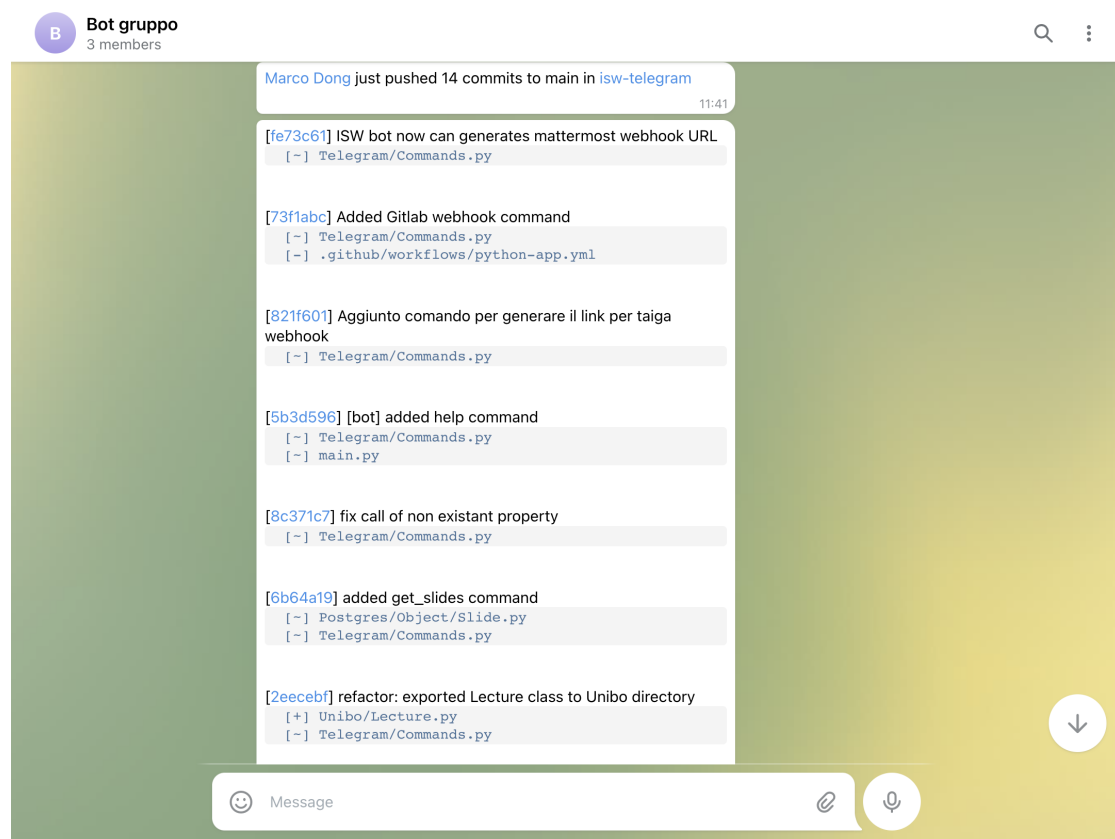 B
Bot gruppo
3 members
Marco Dong just pushed 14 commits to main in isw-telegram
11:41
[fe73c61] ISW bot now can generates mattermost webhook URL
[~] Telegram/Commands.py
[73f1abc] Added Gitlab webhook command
[~] Telegram/Commands.py
[-] .github/workflows/python-app.yml
[821f601] Aggiunto comando per generare il link per taiga
webhook
[~] Telegram/Commands.py
[5b3d596] [bot] added help command
[~] Telegram/Commands.py
[~] main.py
[8c371c7] fix call of non existant property
[~] Telegram/Commands.py
[6b64a19] added get_slides command
[~] Postgres/Object/Slide.py
[~] Telegram/Commands.py
[2eecebf] refactor: exported Lecture class to Unibo directory
[+] Unibo/Lecture.py
[~] Telegram/Commands.py
Message